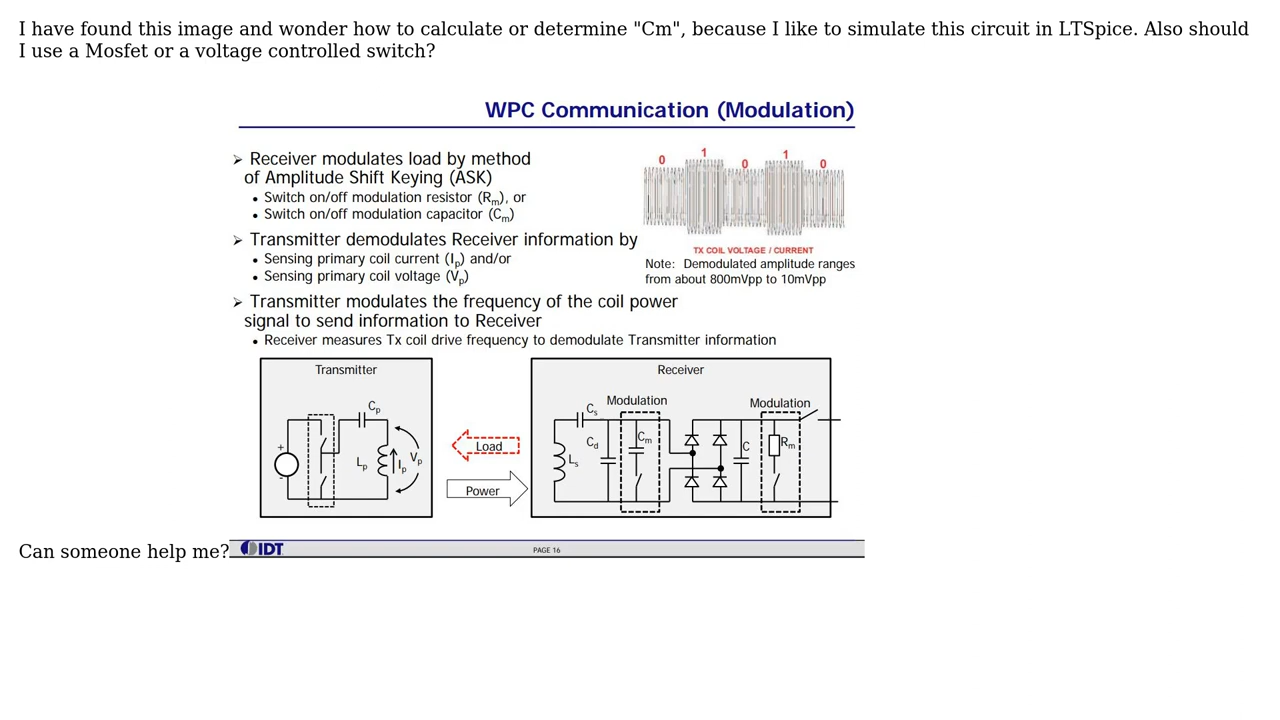 I have found this image and wonder how to calculate or determine "Cm", because I like to simulate this circuit in LTSpice. Also should
I use a Mosfet or a voltage controlled switch?
WPC Communication (Modulation)
➢ Receiver modulates load by method
of Amplitude Shift Keying (ASK)
• Switch on/off modulation resistor (Rm), or
• Switch on/off modulation capacitor (Cm)
➢ Transmitter demodulates Receiver information by
• Sensing primary coil current (Ip) and/or
• Sensing primary coil voltage (Vp)
0 1 0 1 0
TX COIL VOLTAGE / CURRENT
Note: Demodulated amplitude ranges
from about 800mVpp to 10mVpp
➢ Transmitter modulates the frequency of the coil power
signal to send information to Receiver
• Receiver measures Tx coil drive frequency to demodulate Transmitter information
Transmitter
Cp
+
-
Lp
Ip
Vp
Load
Power
Receiver
Modulation
Modulation
Cs
Cd
Cm
Ls
C
Rm
Can someone help me?
IDT
PAGE 16